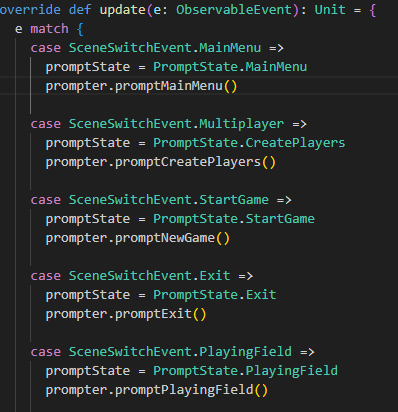 override def update(e: ObservableEvent): Unit = {
e match {
case SceneSwitchEvent.MainMenu =>
promptState = PromptState.MainMenu
prompter.promptMainMenu()
case SceneSwitchEvent.Multiplayer =>
promptState = PromptState.CreatePlayers
prompter.promptCreatePlayers()
case SceneSwitchEvent.StartGame =>
promptState = PromptState.StartGame
prompter.promptNewGame()
case SceneSwitchEvent.Exit =>
promptState = PromptState.Exit
prompter.promptExit()
case SceneSwitchEvent.PlayingField =>
promptState = PromptState.PlayingField
prompter.promptPlayingField()